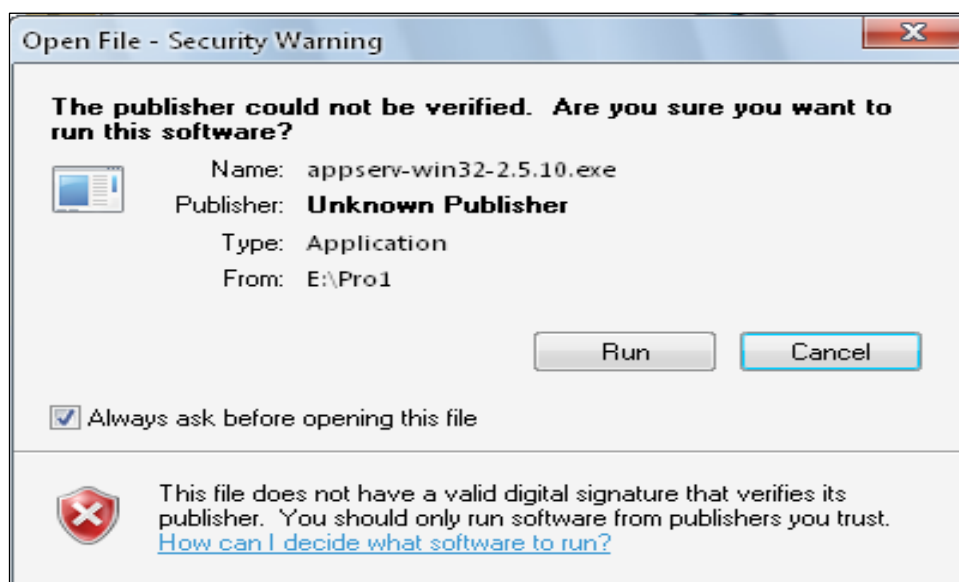 Open File - Security Warning
The publisher could not be verified.  Are you sure you want to
run this software?
Name: appserv-win32-2.5.10.exe
Publisher: Unknown Publisher
Type: Application
From: E:\Pro1
Run Cancel
Always ask before opening this file
This file does not have a valid digital signature that verifies its
publisher.  You should only run software from publishers you trust.
How can I decide what software to run?